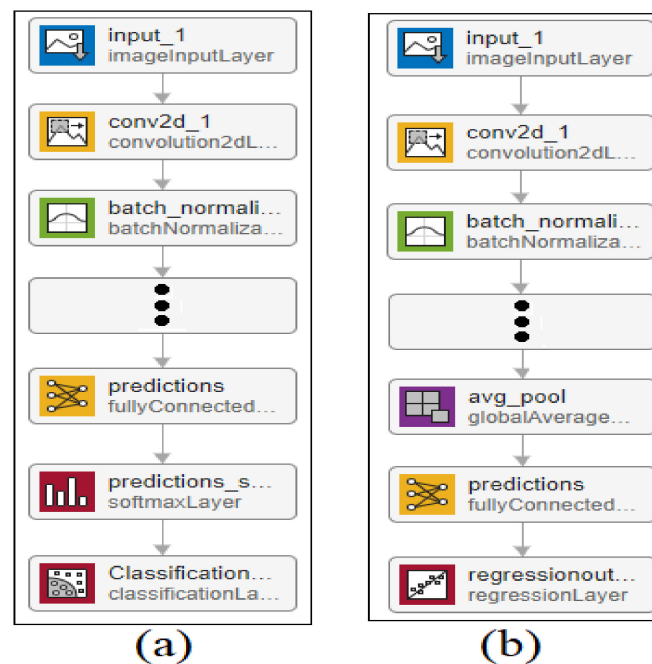 input_1
imageInputLayer
conv2d_1
convolution2dL...
batch_normali...
batchNormaliza...
predictions
fullyConnected...
predictions_s...
softmaxLayer
Classification...
classificationLa...
(a)
input_1
imageInputLayer
conv2d_1
convolution2dL...
batch_normali...
batchNormaliza...
avg_pool
globalAverage...
predictions
fullyConnected...
regressionout...
regressionLayer
(b)